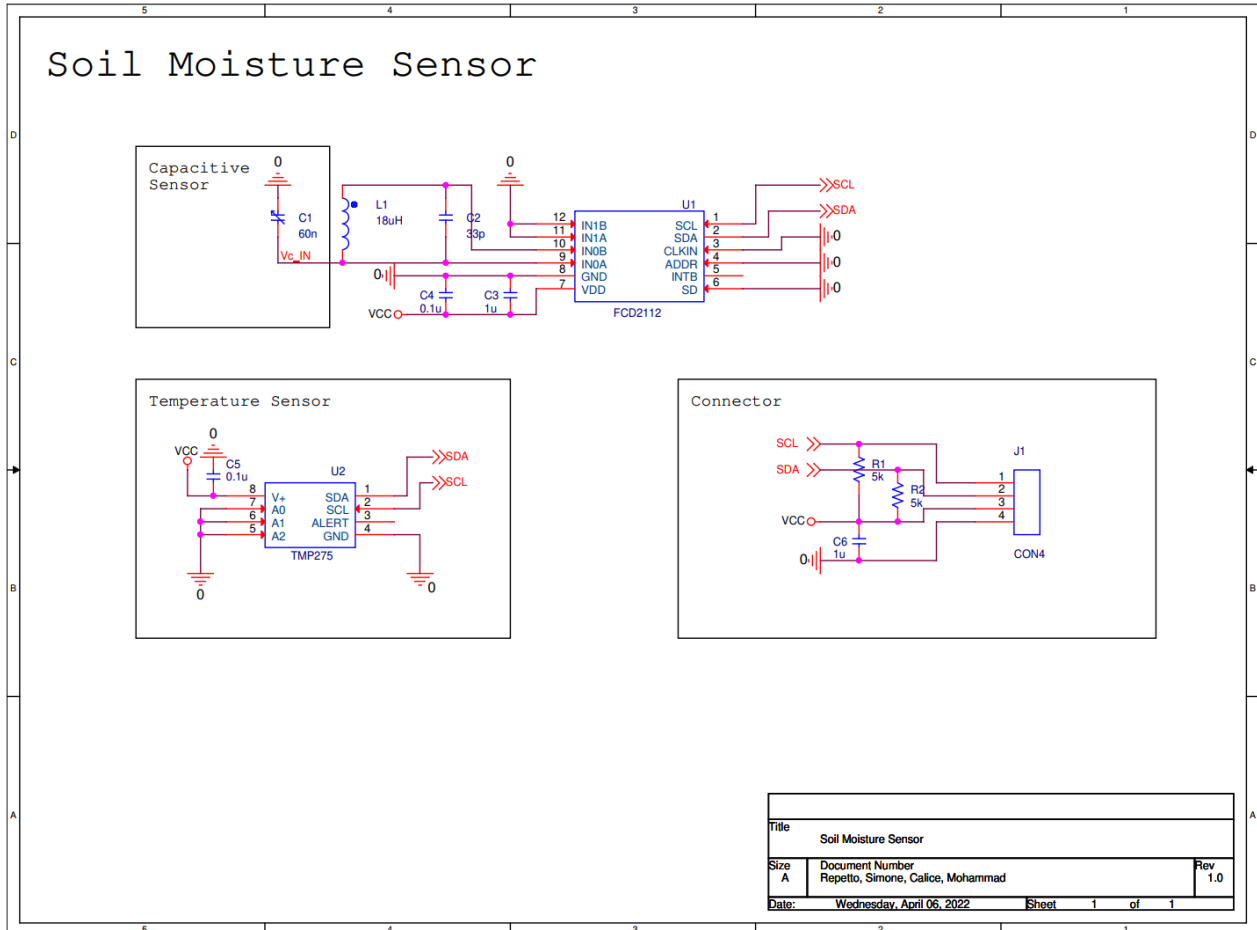 5 4 3 2 1
Soil Moisture Sensor
D D
Capacitive
Sensor
0
C1
60n
Vc_IN
L1
18uH
C2
33p
0
U1
12 IN1B
11 IN1A
10 IN0B
9 IN0A
8 GND
7 VDD
SCL 1
SDA 2
CLKIN 3
ADDR 4
INTB 5
SD 6
FCD2112
SCL
SDA
0
0
0
0
C4
0.1u
C3
1u
VCC
C C
Temperature Sensor
VCC
0
C5
0.1u
U2
8 V+
7 A0
6 A1
5 A2
SDA 1
SCL 2
ALERT 3
GND 4
TMP275
SDA
SCL
0
0
Connector
SCL
SDA
R1
5k
R2
5k
VCC
C6
1u
0
J1
1
2
3
4
CON4
B B
A A
Title
Soil Moisture Sensor
Size
A
Document Number
Repetto, Simone, Calice, Mohammad
Rev
1.0
Date: Wednesday, April 06, 2022 Sheet 1 of 1
5 4 3 2 1